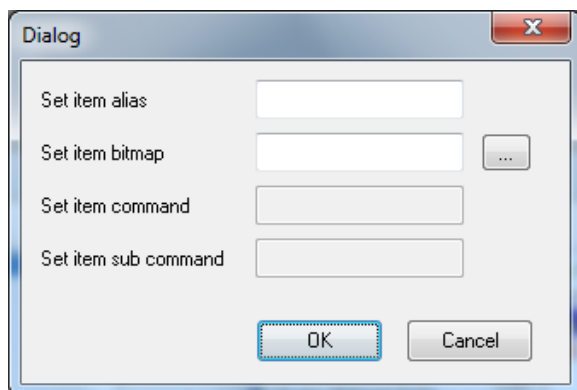 Dialog
Set item alias
Set item bitmap
...
Set item command
Set item sub command
OK
Cancel